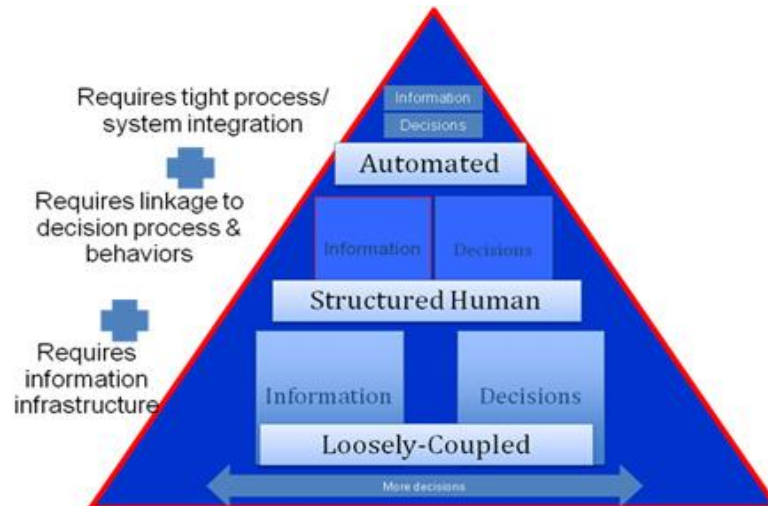 Requires tight process/
system integration
Information
Decisions
Automated
Requires linkage to
decision process &
behaviors
Information
Decisions
Structured Human
Requires
information
infrastructure
Information
Decisions
Loosely-Coupled
More decisions